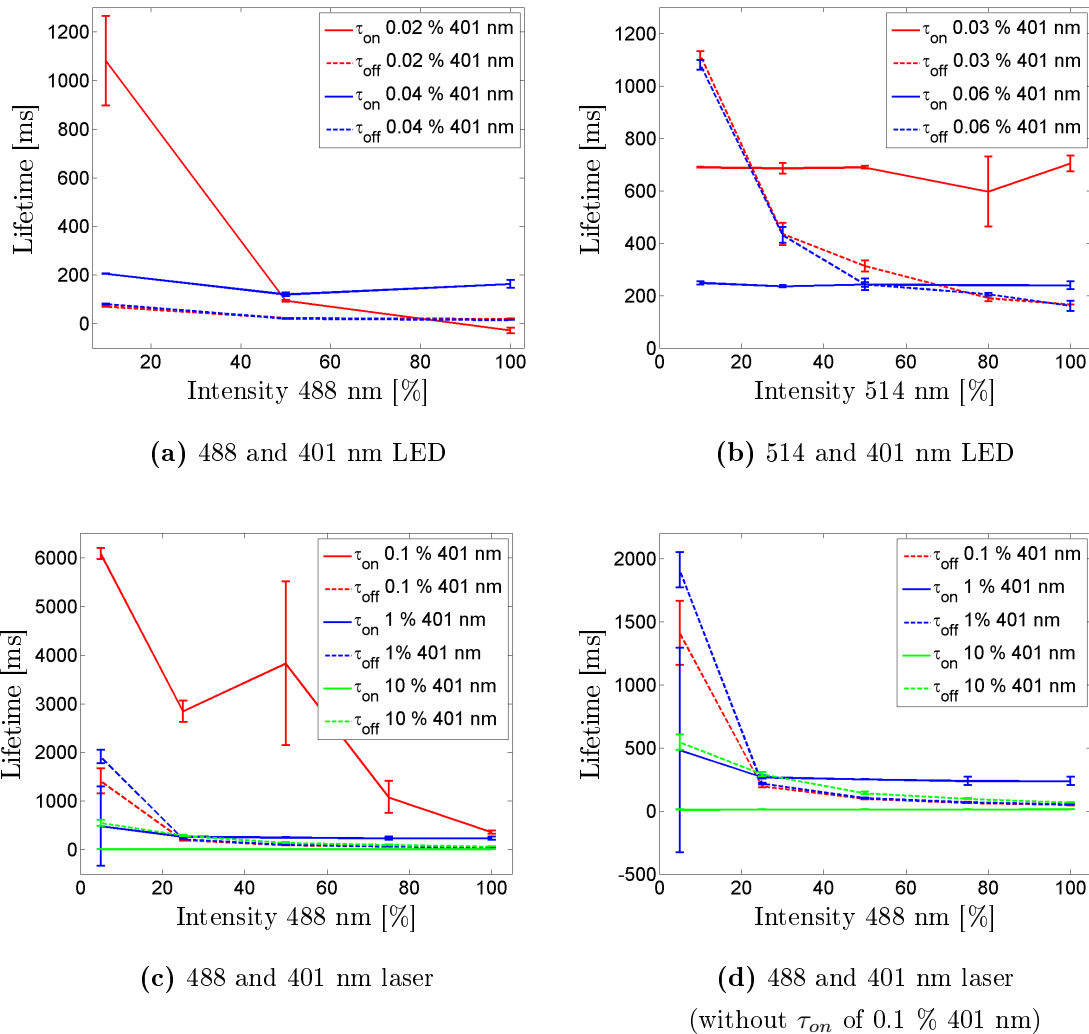 1200
1000
800
600
400
200
0
Lifetime [ms]
20
40
60
80
100
Intensity 488 nm [%]
τon 0.02 % 401 nm
τoff 0.02 % 401 nm
τon 0.04 % 401 nm
τoff 0.04 % 401 nm
(a) 488 and 401 nm LED
1200
1000
800
600
400
200
0
Lifetime [ms]
0
20
40
60
80
100
Intensity 514 nm [%]
τon 0.03 % 401 nm
τoff 0.03 % 401 nm
τon 0.06 % 401 nm
τoff 0.06 % 401 nm
(b) 514 and 401 nm LED
6000
5000
4000
3000
2000
1000
0
Lifetime [ms]
0
20
40
60
80
100
Intensity 488 nm [%]
τon 0.1 % 401 nm
τoff 0.1 % 401 nm
τon 1 % 401 nm
τoff 1% 401 nm
τon 10 % 401 nm
τoff 10 % 401 nm
(c) 488 and 401 nm laser
2000
1500
1000
500
0
-500
Lifetime [ms]
0
20
40
60
80
100
Intensity 488 nm [%]
τoff 0.1 % 401 nm
τon 1 % 401 nm
τoff 1% 401 nm
τon 10 % 401 nm
τoff 10 % 401 nm
(d) 488 and 401 nm laser
(without τon of 0.1 % 401 nm)